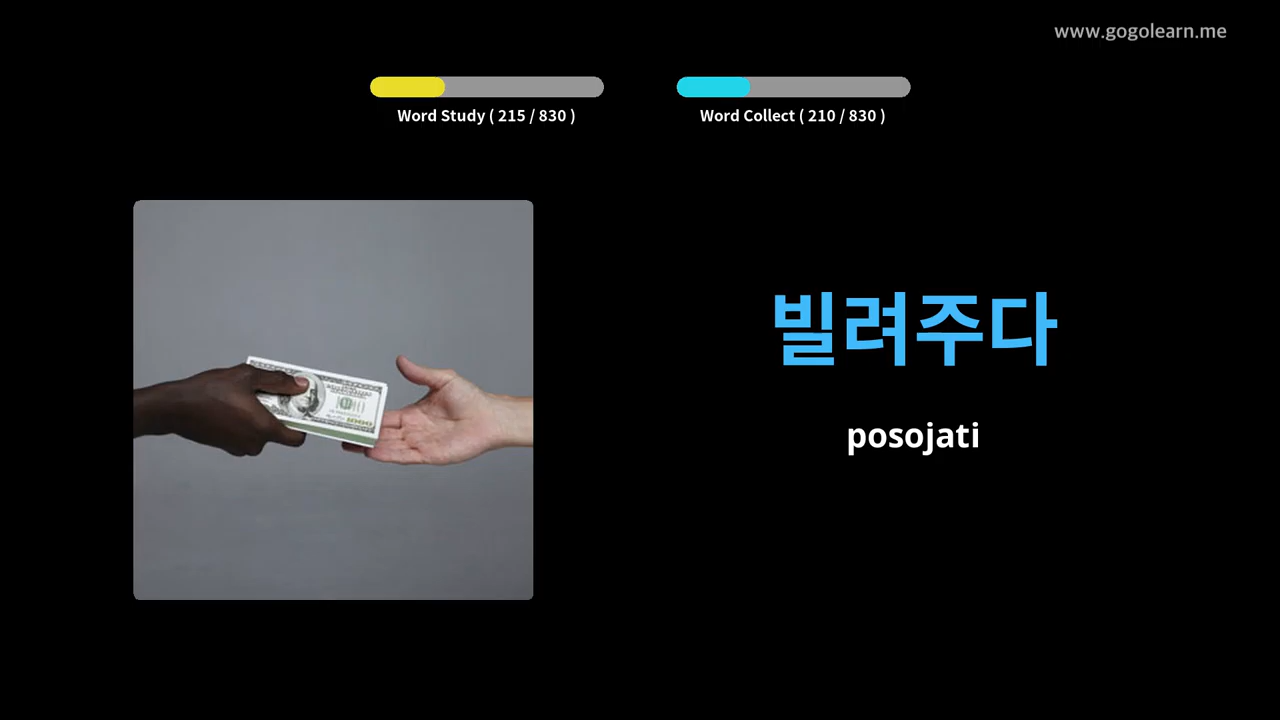 www.gogolearn.me
Word Study ( 215 / 830 )
Word Collect ( 210 / 830 )
빌려주다
posojati